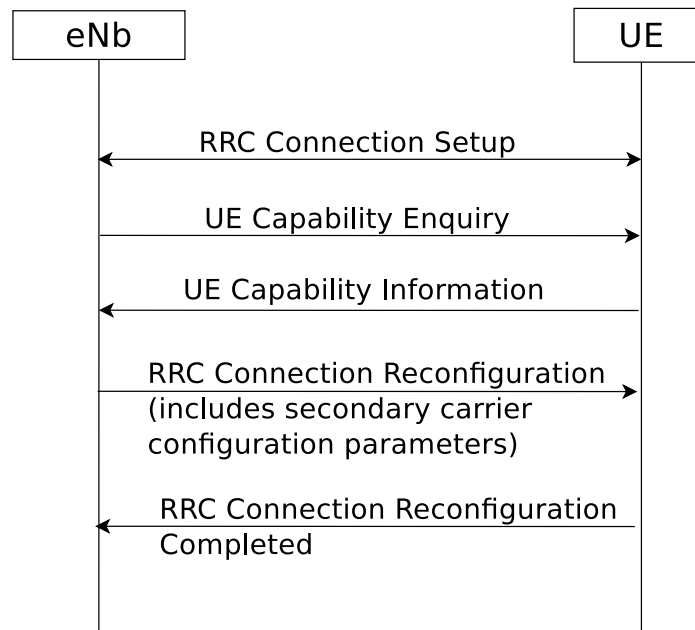 eNb
UE
RRC Connection Setup
UE Capability Enquiry
UE Capability Information
RRC Connection Reconfiguration
(includes secondary carrier
configuration parameters)
RRC Connection Reconfiguration
Completed